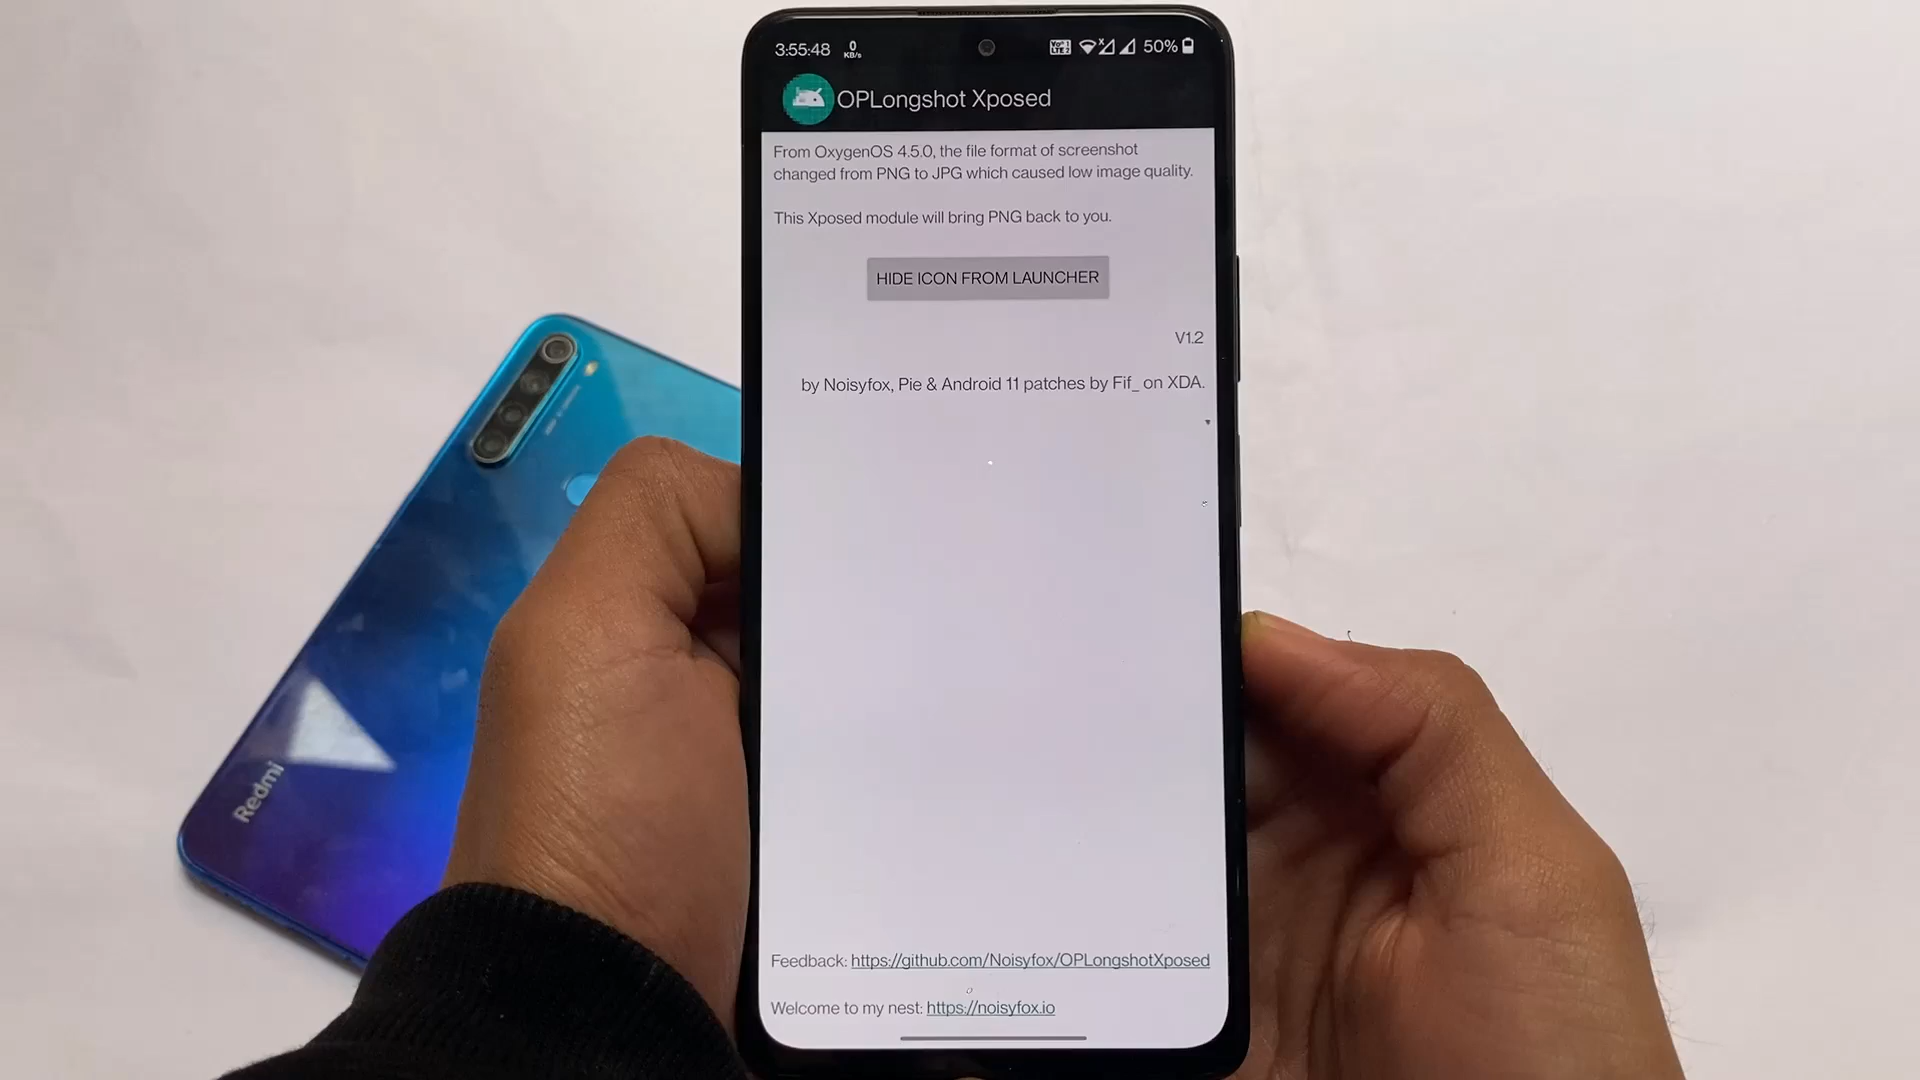 3:55:48 0 KB/s 50%
OPLongshot Xposed
From OxygenOS 4.5.0, the file format of screenshot
changed from PNG to JPG which caused low image quality.
This Xposed module will bring PNG back to you.
HIDE ICON FROM LAUNCHER
V1.2
by Noisyfox, Pie & Android 11 patches by Fif_ on XDA.
Feedback: https://github.com/Noisyfox/OPLongshotXposed
Welcome to my nest: https://noisyfox.io
Redmi